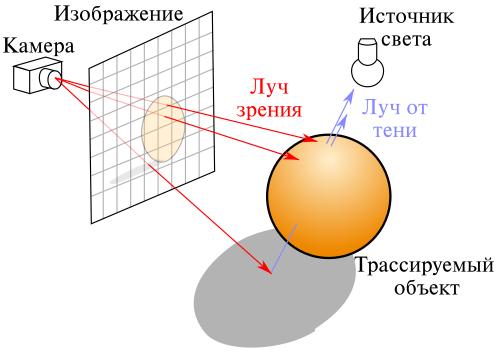 Изображение
Камера
Источник
света
Луч
зрения
Луч от
тени
Трассируемый
объект